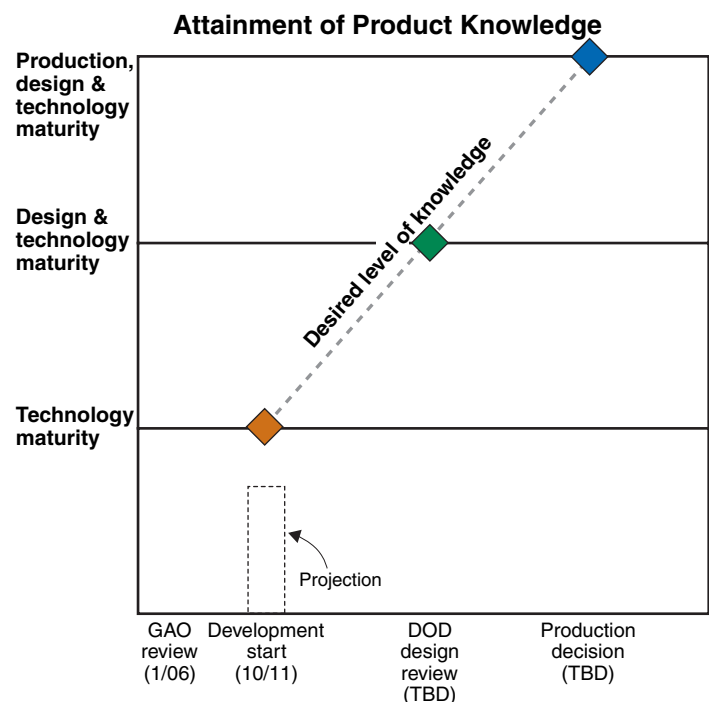 Attainment of Product Knowledge
Production,
design &
technology
maturity
Design &
technology
maturity
Desired level of knowledge
Technology
maturity
Projection
GAO
review
(1/06)
Development
start
(10/11)
DOD
design
review
(TBD)
Production
decision
(TBD)